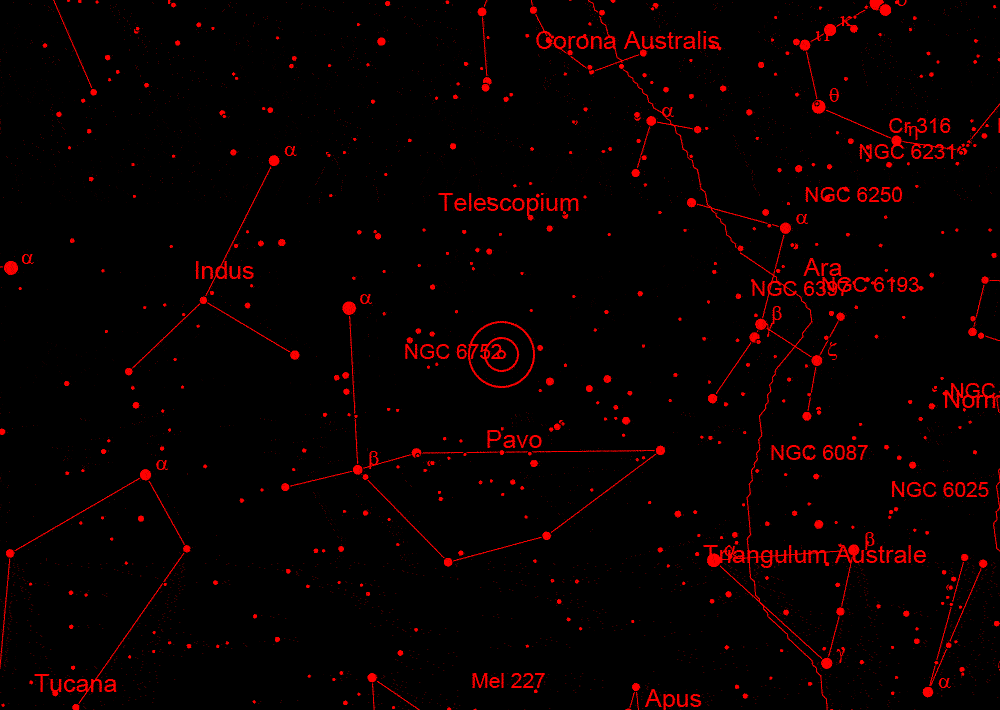 Corona Australis
κ
θ
α
Cr 316
η
NGC 6231
α
Telescopium
NGC 6250
α
α
Indus
Ara
NGC 6397
NGC 6193
α
β
γ
NGC 6752
ζ
NGC
Norm
Pavo
β
NGC 6087
α
NGC 6025
β
α
Triangulum Australe
γ
Tucana
Mel 227
α
Apus